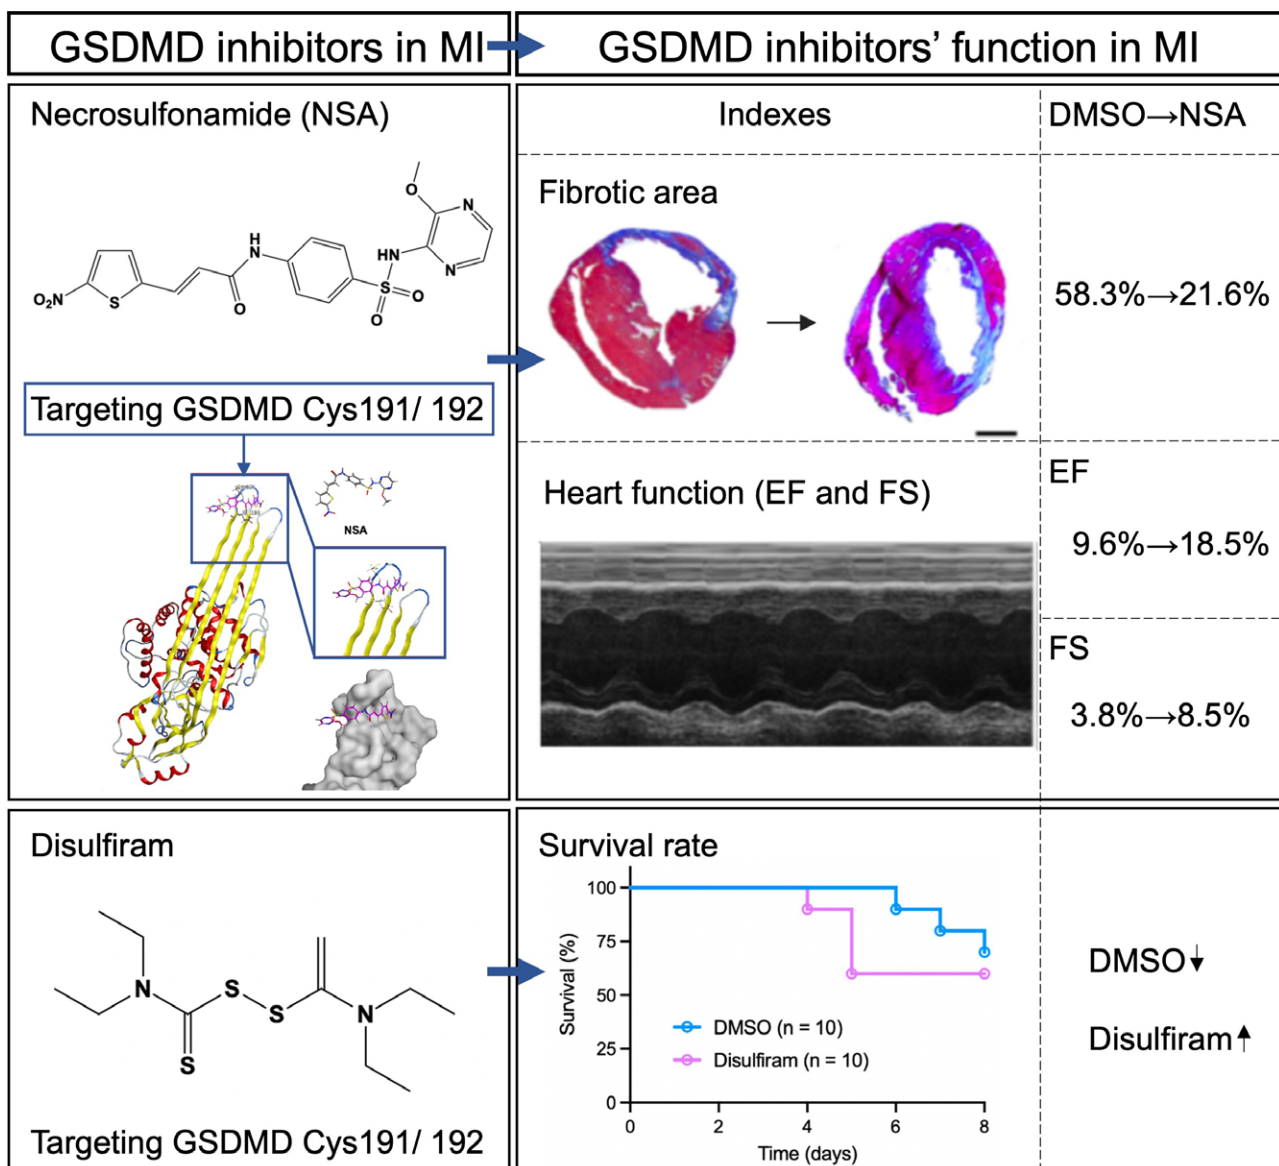 GSDMD inhibitors in MI
GSDMD inhibitors’ function in MI
Necrosulfonamide (NSA)
O
N
N
O₂N
S
H
N
O
S
O
O
HN
Targeting GSDMD Cys191/ 192
NSA
Indexes
DMSO→NSA
Fibrotic area
58.3%→21.6%
Heart function (EF and FS)
EF
9.6%→18.5%
FS
3.8%→8.5%
Disulfiram
N
S
S
S
N
Targeting GSDMD Cys191/ 192
Survival rate
Survival (%)
100
75
50
25
0
DMSO (n = 10)
Disulfiram (n = 10)
0 2 4 6 8
Time (days)
DMSO↓
Disulfiram↑